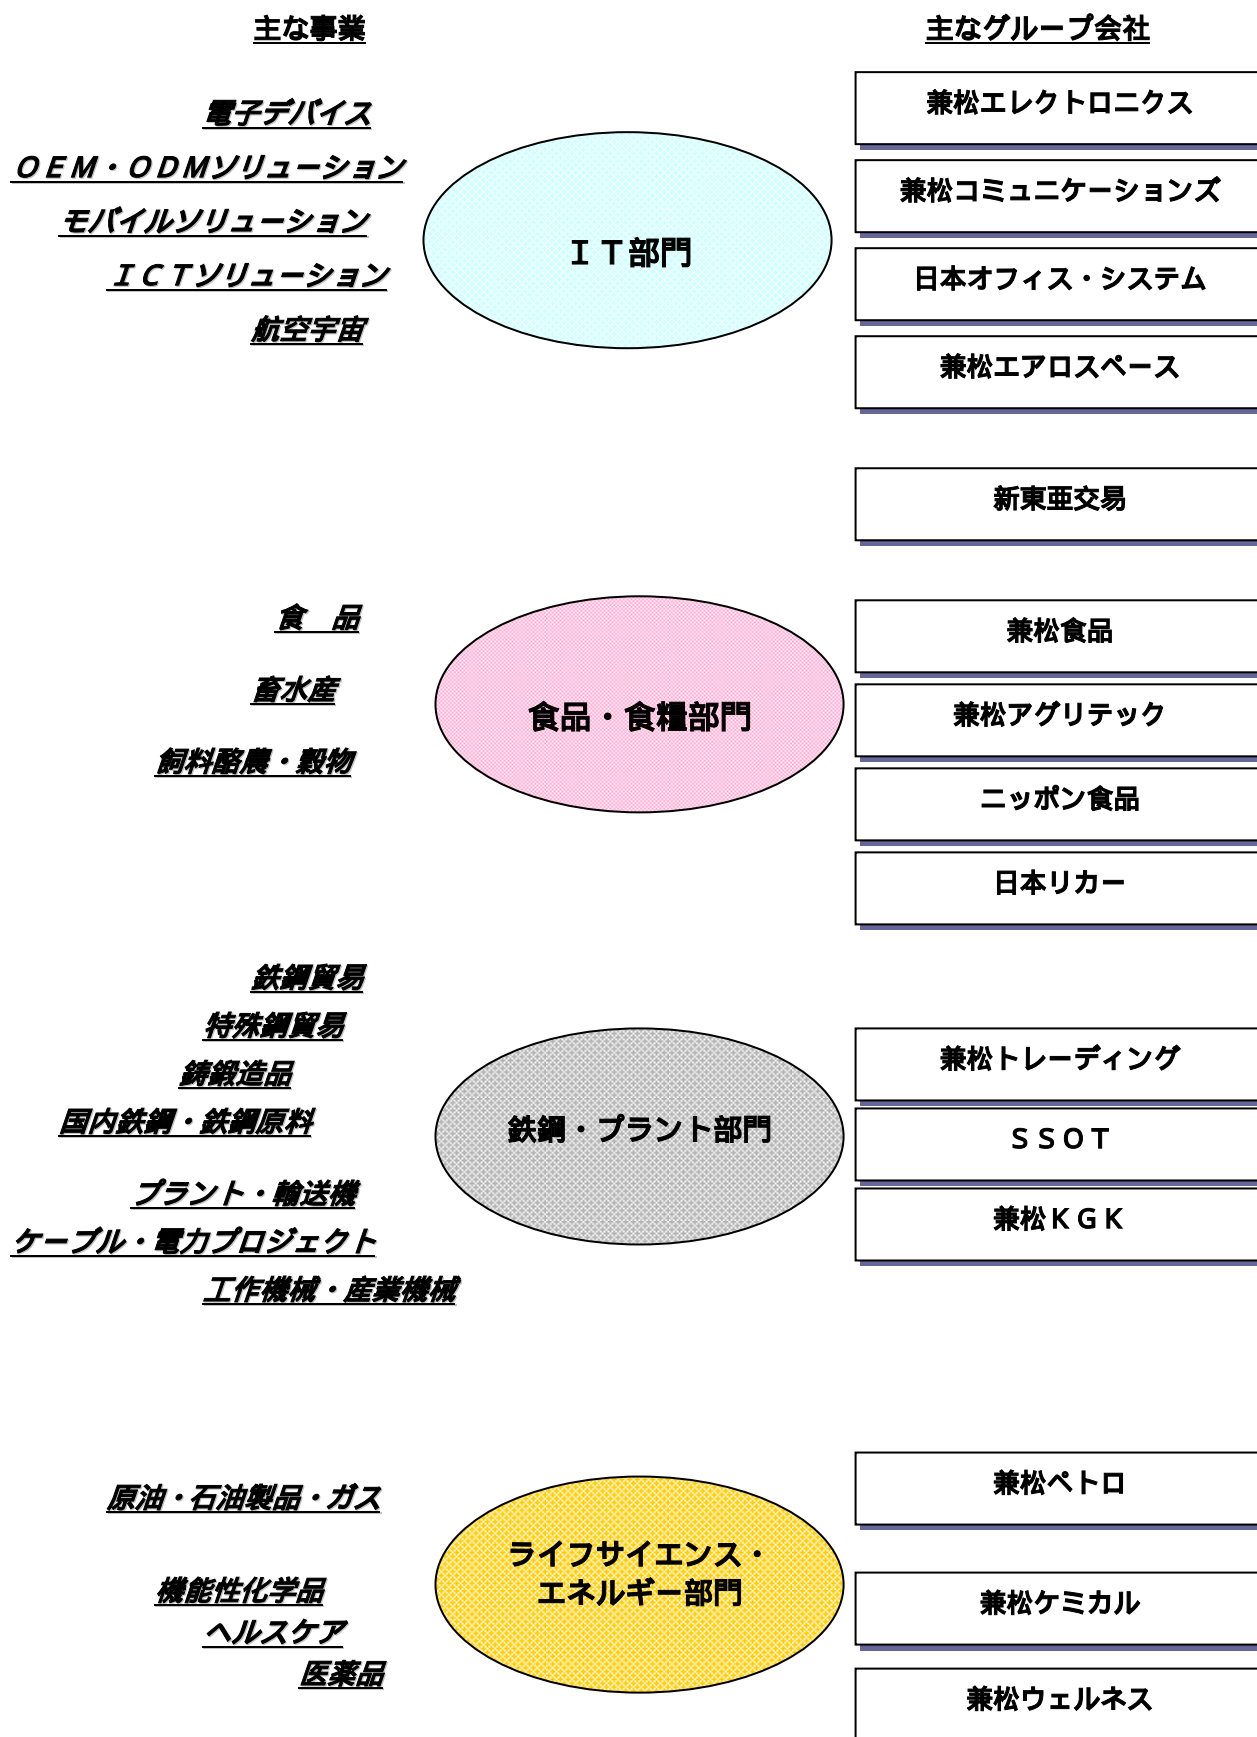 主な事業
主なグループ会社
電子デバイス
ＯＥＭ・ＯＤＭソリューション
モバイルソリューション
ＩＣＴソリューション
航空宇宙
ＩＴ部門
兼松エレクトロニクス
兼松コミュニケーションズ
日本オフィス・システム
兼松エアロスペース
新東亜交易
食　品
畜水産
飼料酪農・穀物
食品・食糧部門
兼松食品
兼松アグリテック
ニッポン食品
日本リカー
鉄鋼貿易
特殊鋼貿易
鋳鍛造品
国内鉄鋼・鉄鋼原料
プラント・輸送機
ケーブル・電力プロジェクト
工作機械・産業機械
鉄鋼・プラント部門
兼松トレーディング
ＳＳＯＴ
兼松ＫＧＫ
原油・石油製品・ガス
機能性化学品
ヘルスケア
医薬品
ライフサイエンス・
エネルギー部門
兼松ペトロ
兼松ケミカル
兼松ウェルネス